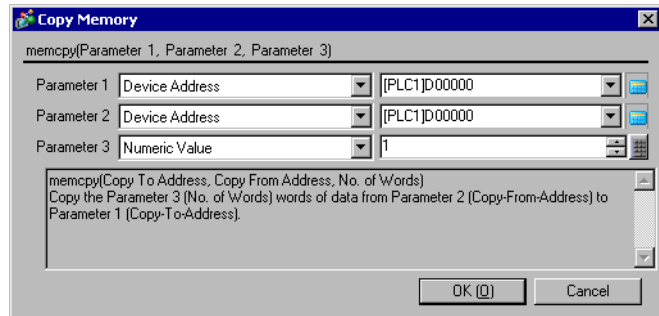 Copy Memory
memcpy(Parameter 1, Parameter 2, Parameter 3)
Parameter 1 Device Address [PLC1]D00000
Parameter 2 Device Address [PLC1]D00000
Parameter 3 Numeric Value 1
memcpy(Copy To Address, Copy From Address, No. of Words)
Copy the Parameter 3 (No. of Words) words of data from Parameter 2 (Copy-From-Address) to
Parameter 1 (Copy-To-Address).
OK (O) Cancel